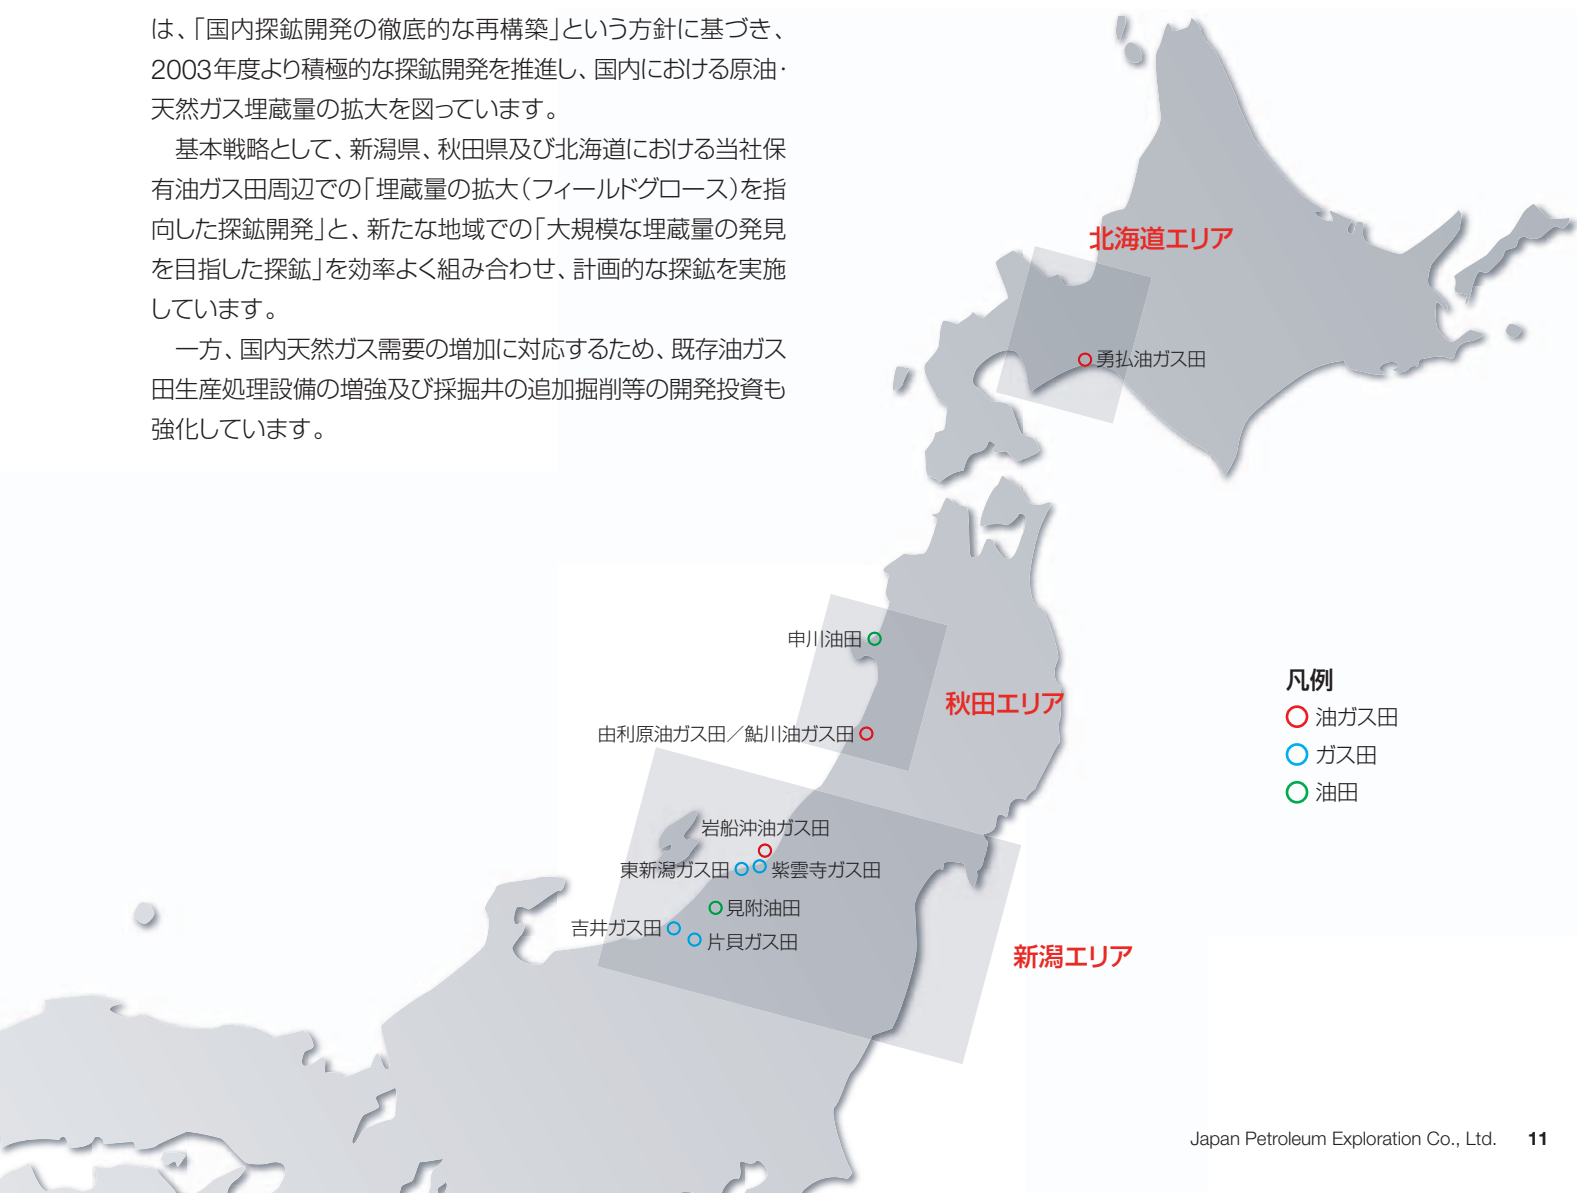 は、「国内探鉱開発の徹底的な再構築」という方針に基づき、
2003年度より積極的な探鉱開発を推進し、国内における原油・
天然ガス埋蔵量の拡大を図っています。
　基本戦略として、新潟県、秋田県及び北海道における当社保
有油ガス田周辺での「埋蔵量の拡大（フィールドグロース）を指
向した探鉱開発」と、新たな地域での「大規模な埋蔵量の発見
を目指した探鉱」を効率よく組み合わせ、計画的な探鉱を実施
しています。
　一方、国内天然ガス需要の増加に対応するため、既存油ガス
田生産処理設備の増強及び採掘井の追加掘削等の開発投資も
強化しています。
北海道エリア
勇払油ガス田
申川油田
秋田エリア
由利原油ガス田／鮎川油ガス田
岩船沖油ガス田
東新潟ガス田
紫雲寺ガス田
見附油田
吉井ガス田
片貝ガス田
新潟エリア
凡例
油ガス田
ガス田
油田
Japan Petroleum Exploration Co., Ltd. 11